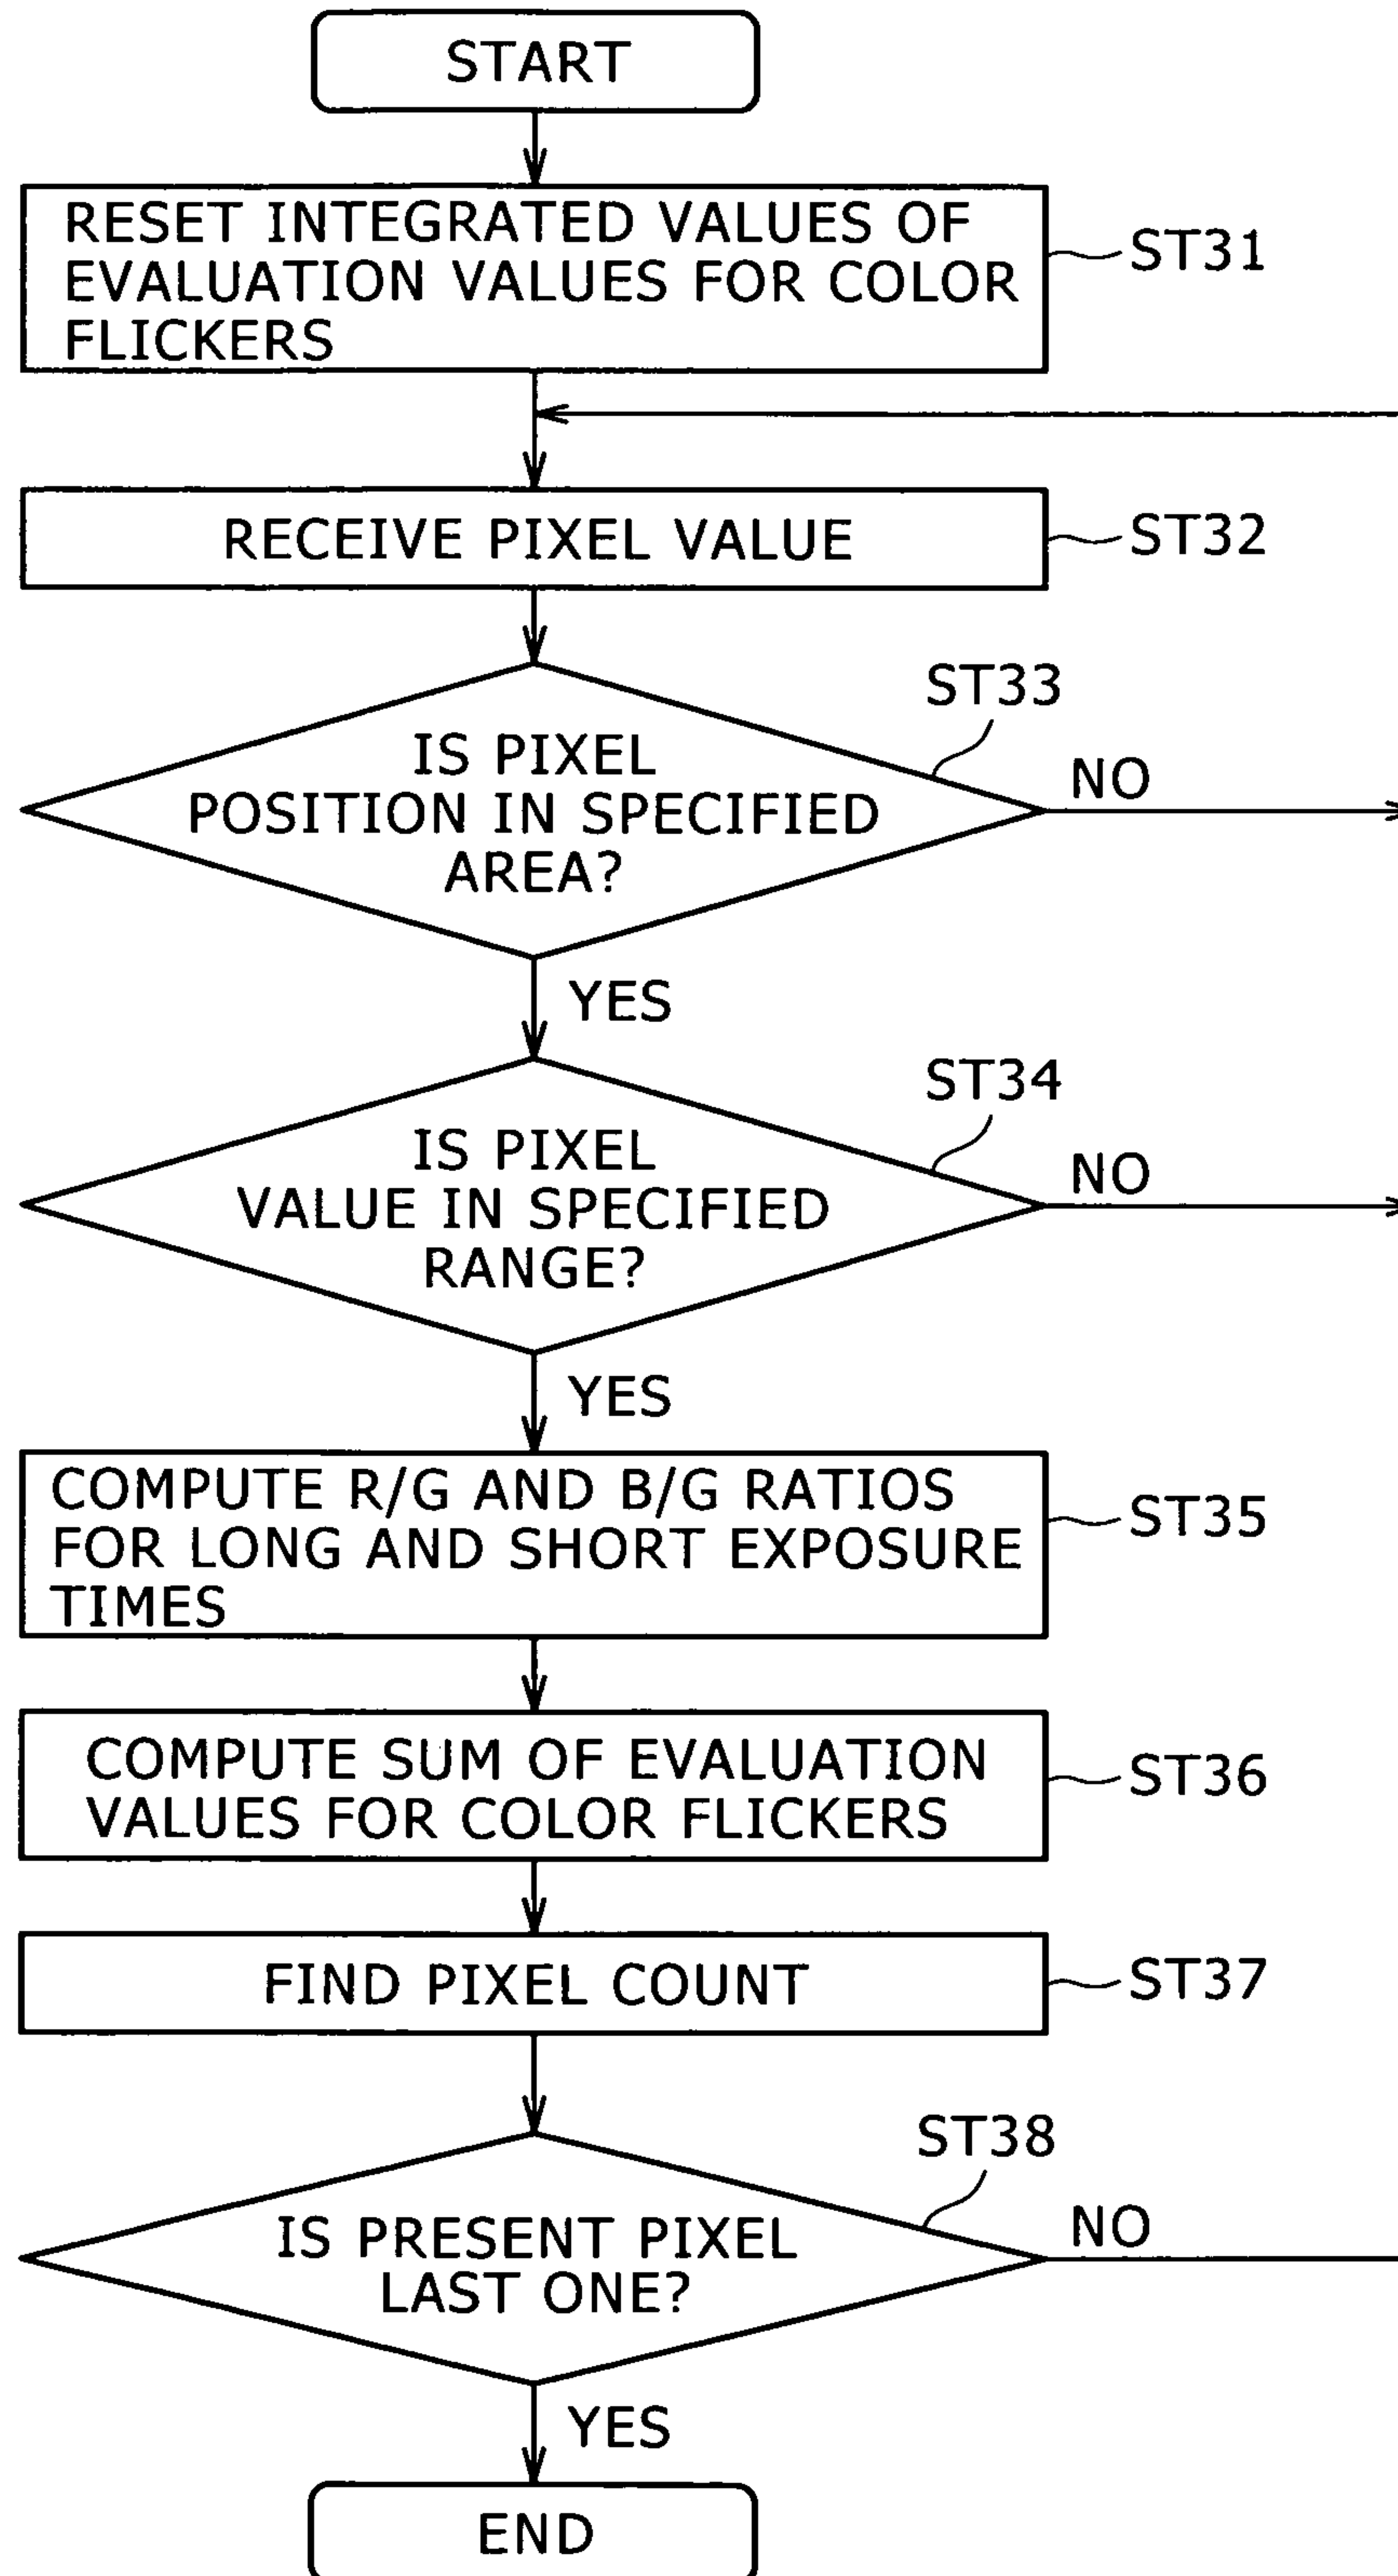 START
RESET INTEGRATED VALUES OF
EVALUATION VALUES FOR COLOR
FLICKERS
ST31
RECEIVE PIXEL VALUE
ST32
ST33
IS PIXEL
POSITION IN SPECIFIED
AREA?
NO
YES
ST34
IS PIXEL
VALUE IN SPECIFIED
RANGE?
NO
YES
COMPUTE R/G AND B/G RATIOS
FOR LONG AND SHORT EXPOSURE
TIMES
ST35
COMPUTE SUM OF EVALUATION
VALUES FOR COLOR FLICKERS
ST36
FIND PIXEL COUNT
ST37
ST38
IS PRESENT PIXEL
LAST ONE?
NO
YES
END